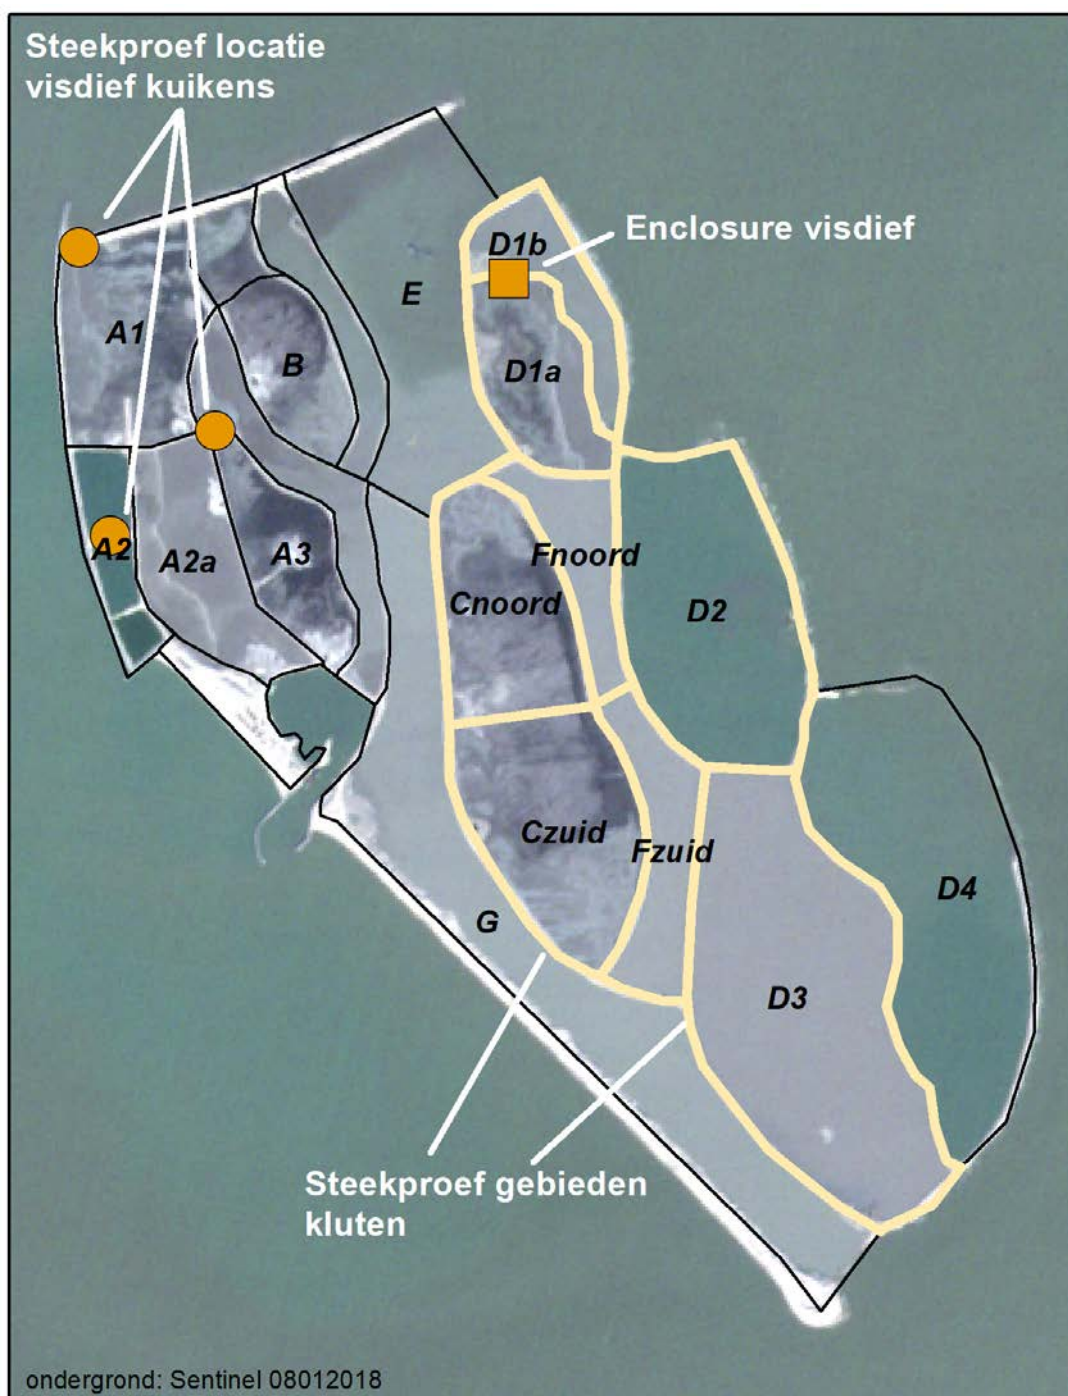 Steekproef locatie
visdief kuikens
Enclosure visdief
D1b
E
A1
B
D1a
A2
A2a
A3
Fnoord
Cnoord
D2
Czuid
Fzuid
D4
G
D3
Steekproef gebieden
kluten
ondergrond: Sentinel 08012018